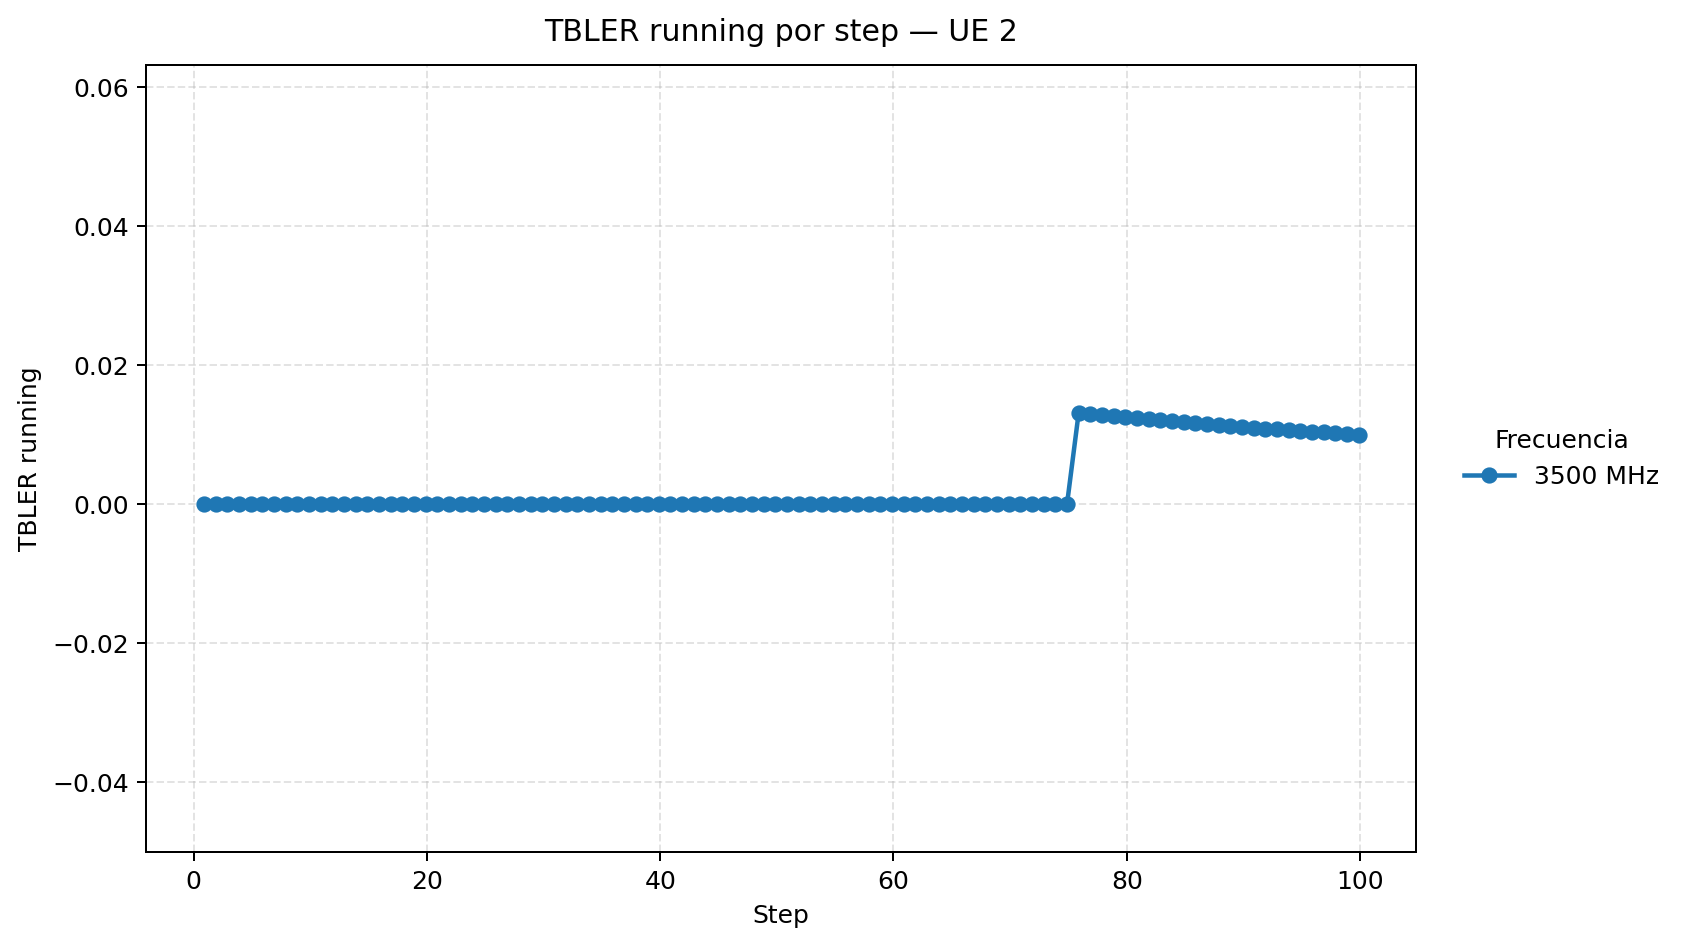 TBLER running por step — UE 2
0.06
0.04
0.02
0.00
−0.02
−0.04
TBLER running
0 20 40 60 80 100
Step
Frecuencia
3500 MHz